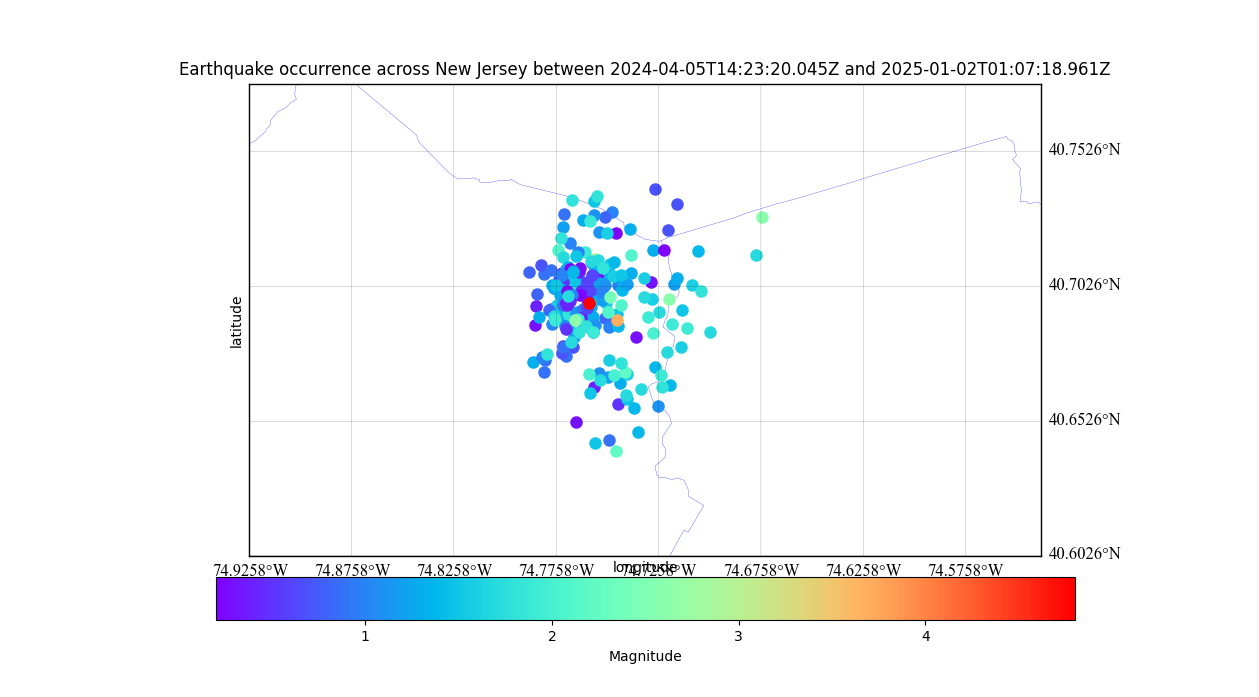 Earthquake occurrence across New Jersey between 2024-04-05T14:23:20.045Z and 2025-01-02T01:07:18.961Z
40.7526°N
40.7026°N
latitude
40.6526°N
40.6026°N
longitude
74.9258°W 74.8758°W 74.8258°W 74.7758°W 74.7258°W 74.6758°W 74.6258°W 74.5758°W
1 2 3 4
Magnitude